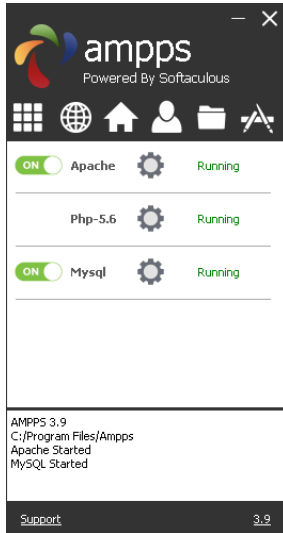 ampps
Powered By Softaculous
ON Apache Running
Php-5.6 Running
ON Mysql Running
AMPPS 3.9
C:/Program Files/Ampps
Apache Started
MySQL Started
Support 3.9